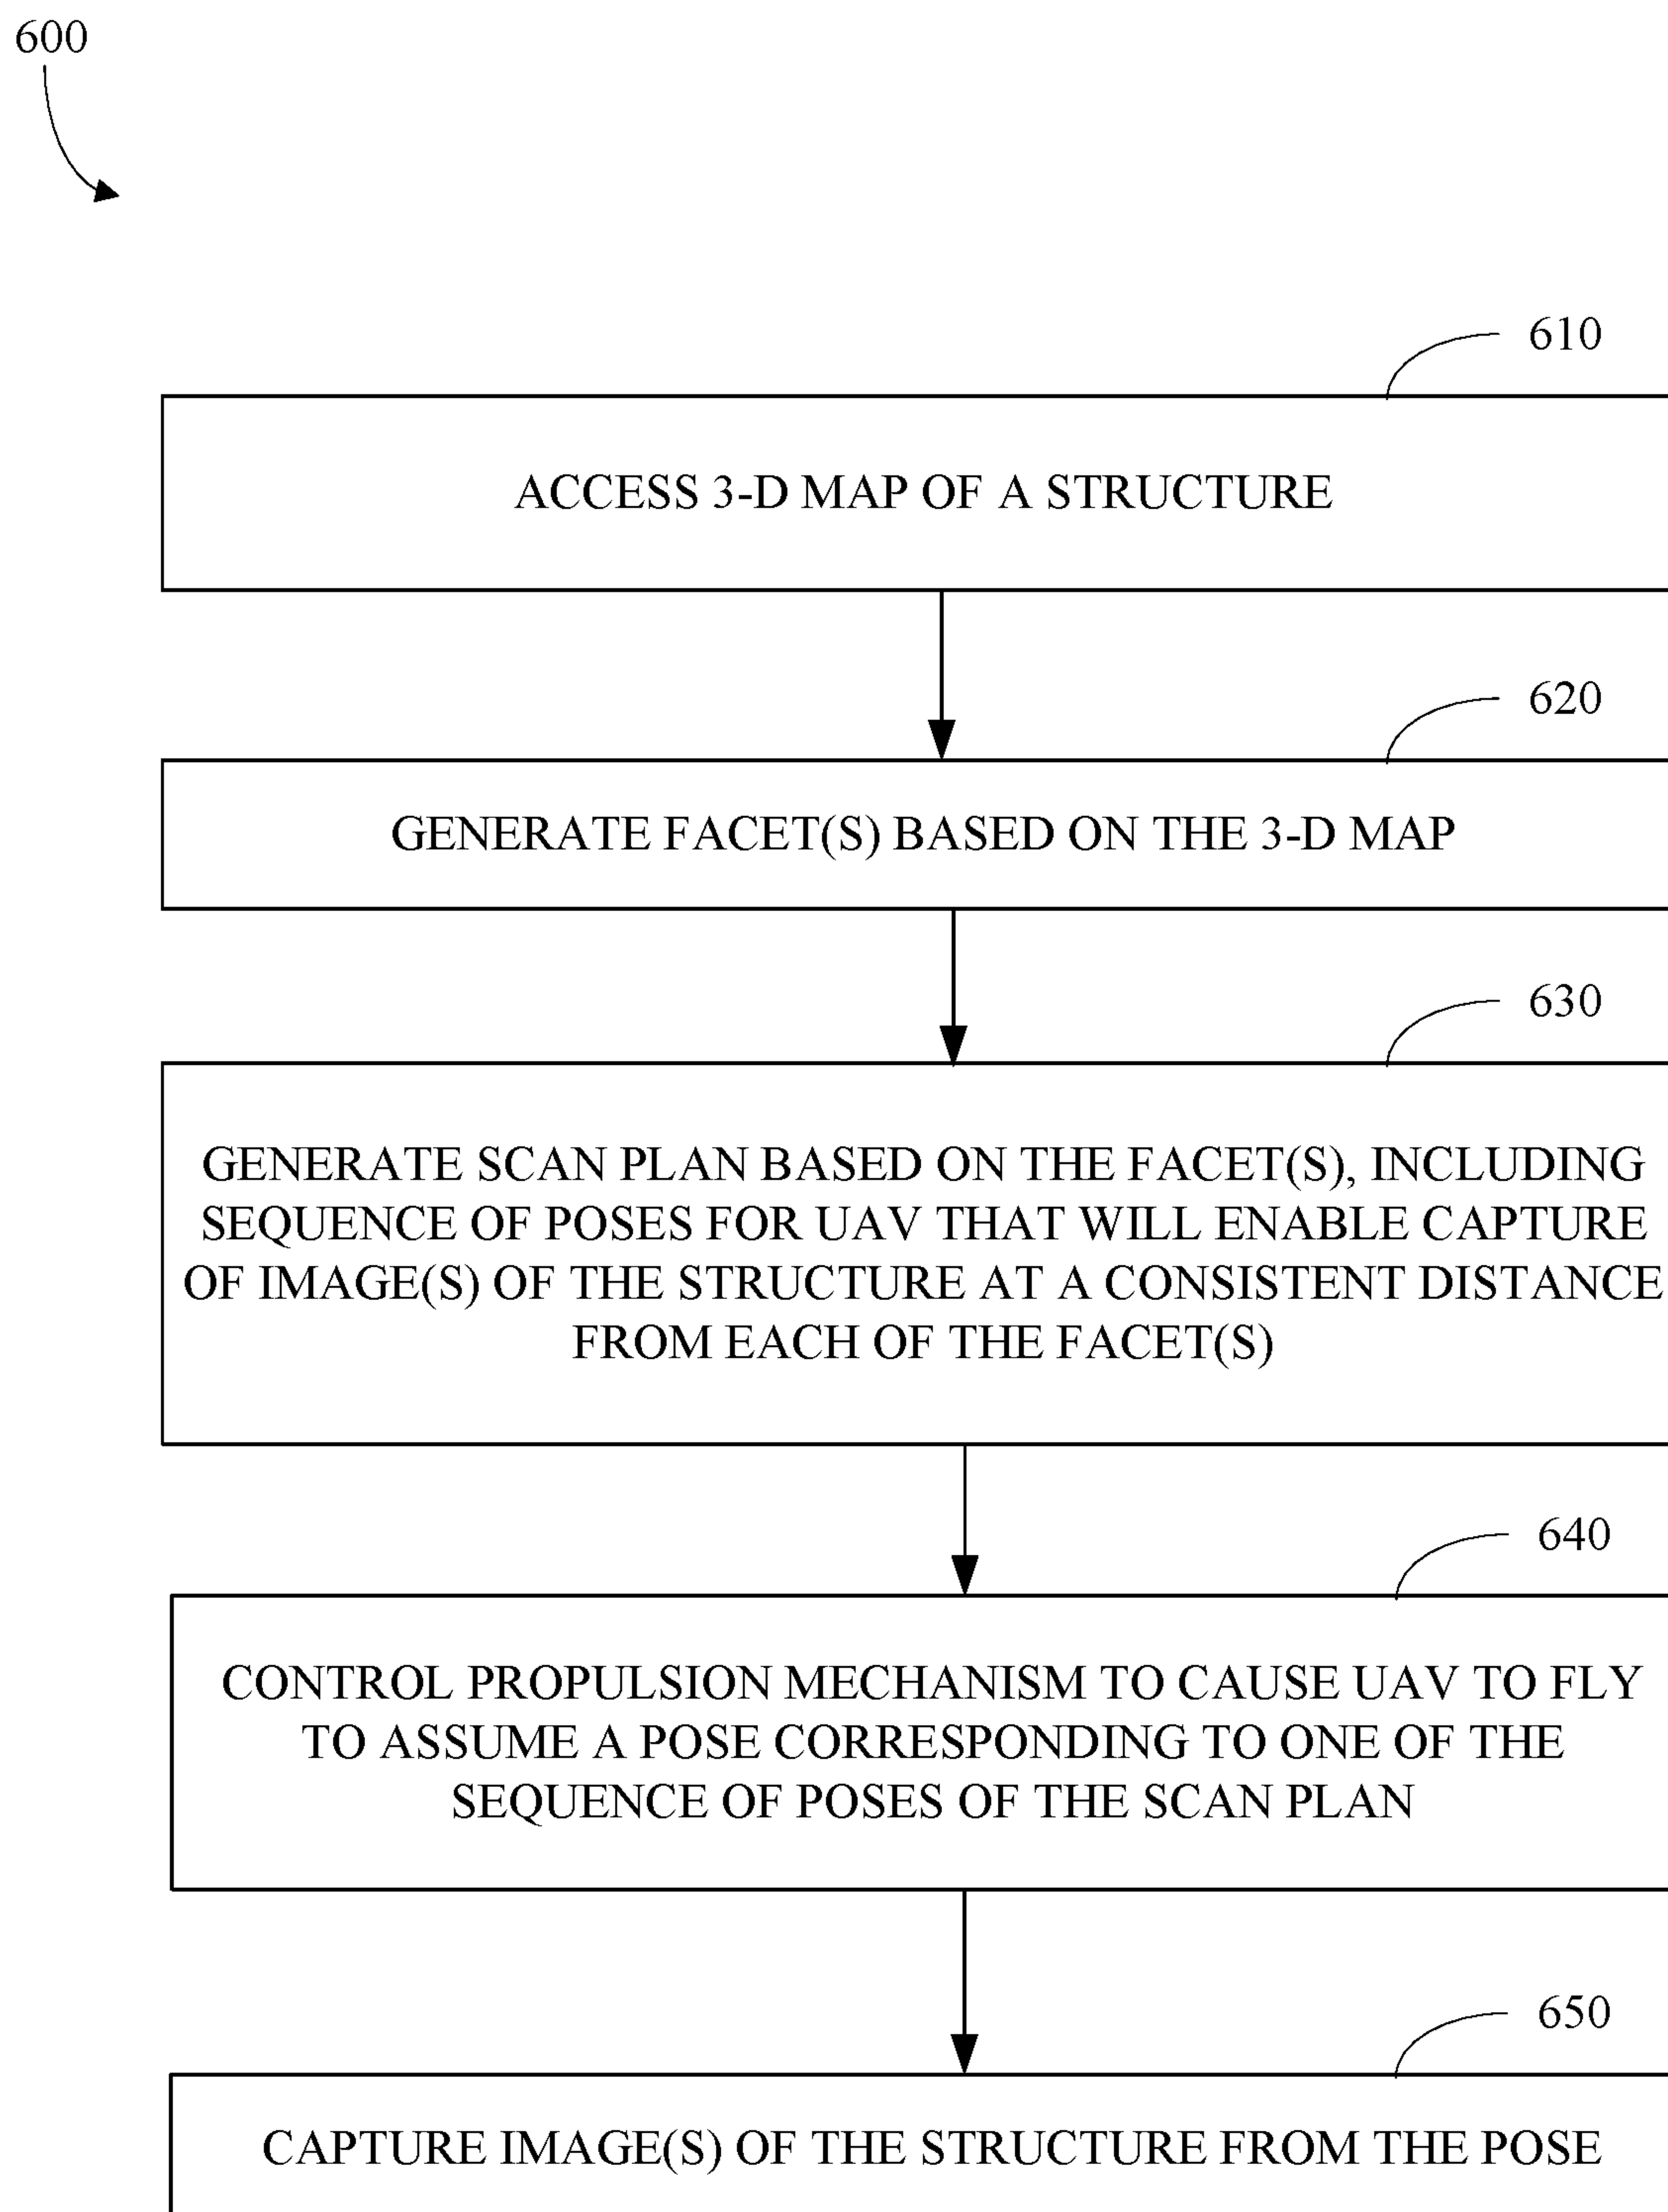 600
610
ACCESS 3-D MAP OF A STRUCTURE
620
GENERATE FACET(S) BASED ON THE 3-D MAP
630
GENERATE SCAN PLAN BASED ON THE FACET(S), INCLUDING
SEQUENCE OF POSES FOR UAV THAT WILL ENABLE CAPTURE
OF IMAGE(S) OF THE STRUCTURE AT A CONSISTENT DISTANCE
FROM EACH OF THE FACET(S)
640
CONTROL PROPULSION MECHANISM TO CAUSE UAV TO FLY
TO ASSUME A POSE CORRESPONDING TO ONE OF THE
SEQUENCE OF POSES OF THE SCAN PLAN
650
CAPTURE IMAGE(S) OF THE STRUCTURE FROM THE POSE